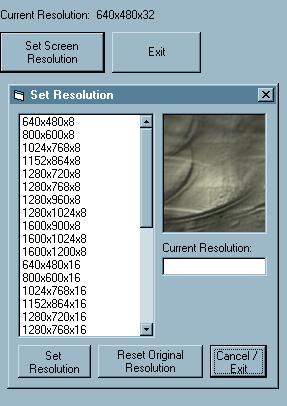 Current Resolution: 640x480x32
Set Screen
Resolution
Exit
Set Resolution
640x480x8
800x600x8
1024x768x8
1152x864x8
1280x720x8
1280x768x8
1280x960x8
1280x1024x8
1600x900x8
1600x1024x8
1600x1200x8
640x480x16
800x600x16
1024x768x16
1152x864x16
1280x720x16
1280x768x16
Current Resolution:
Set
Resolution
Reset Original
Resolution
Cancel /
Exit